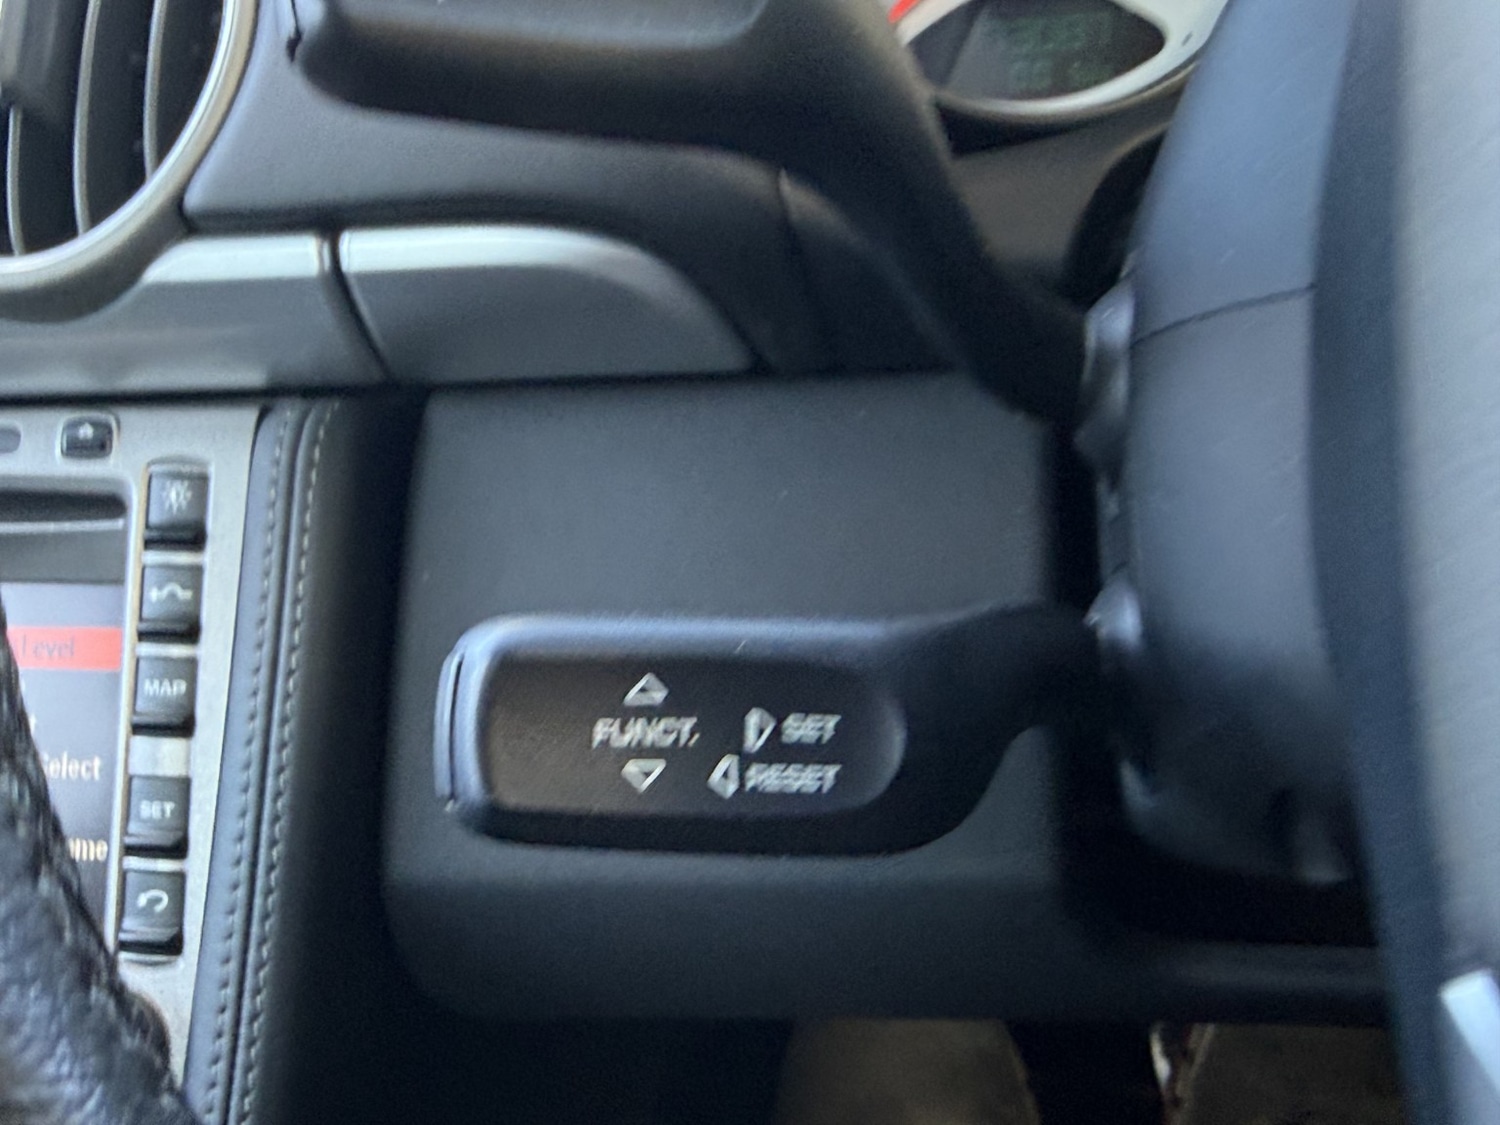 Level
MAP
Select
SET
FUNCT.
SET
RESET